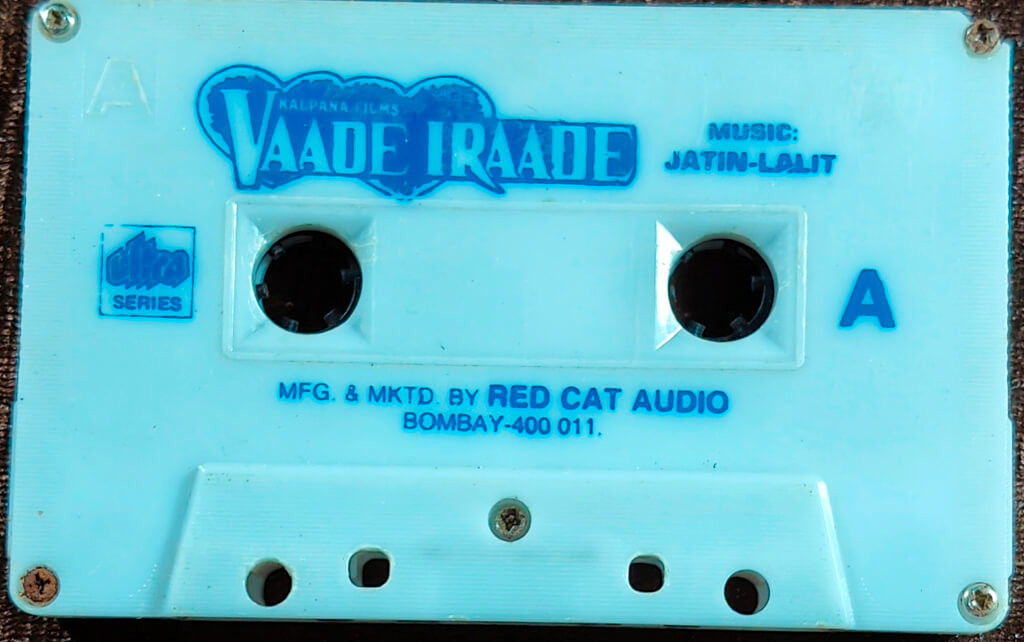 A
KALPANA FILMS
VAADE IRAADE
MUSIC:
JATIN-LALIT
ultra
SERIES
A
MFG. & MKTD. BY RED CAT AUDIO
BOMBAY-400 011.